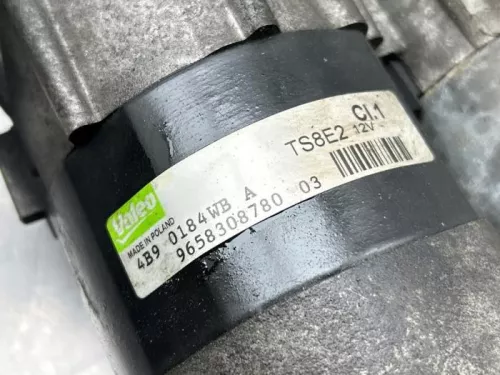 Valeo
MADE IN POLAND
TS8E2 12V CI.1
4B9 0184WB A
9658308780 03